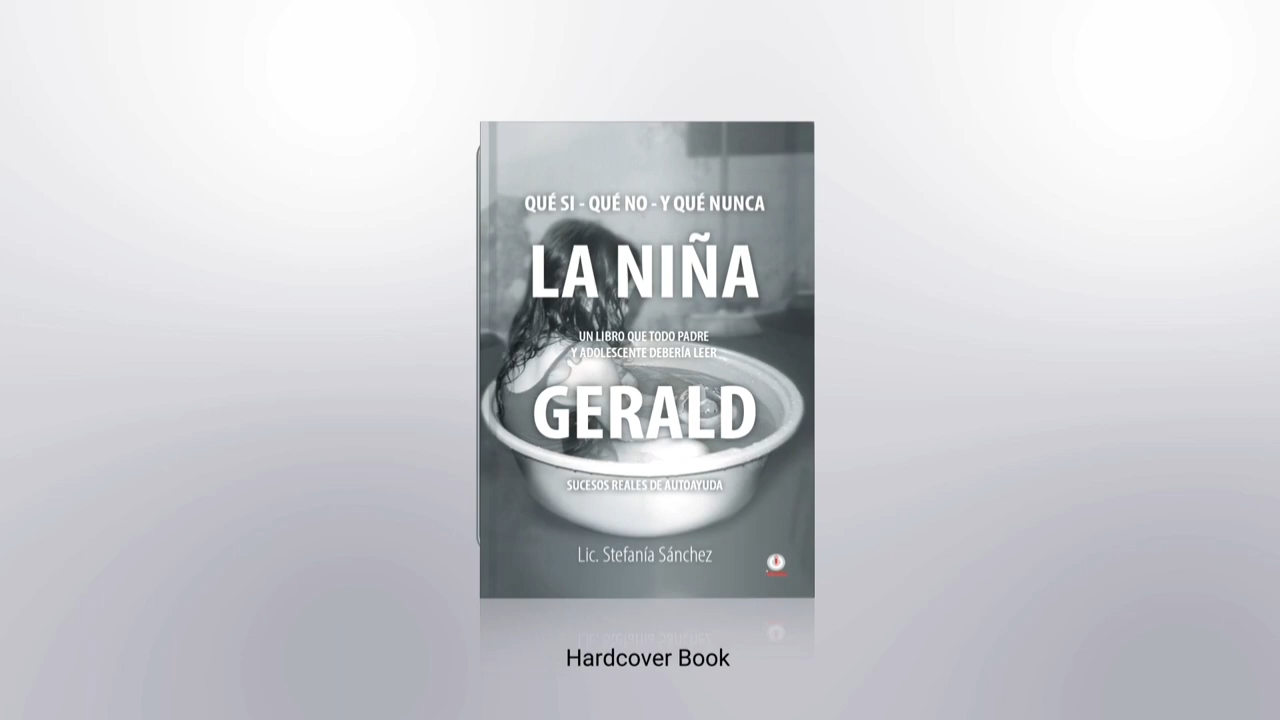 QUÉ SI - QUÉ NO - Y QUÉ NUNCA
LA NIÑA
UN LIBRO QUE TODO PADRE
Y ADOLESCENTE DEBERÍA LEER
GERALD
SUCESOS REALES DE AUTOAYUDA
Lic. Stefanía Sánchez
Hardcover Book